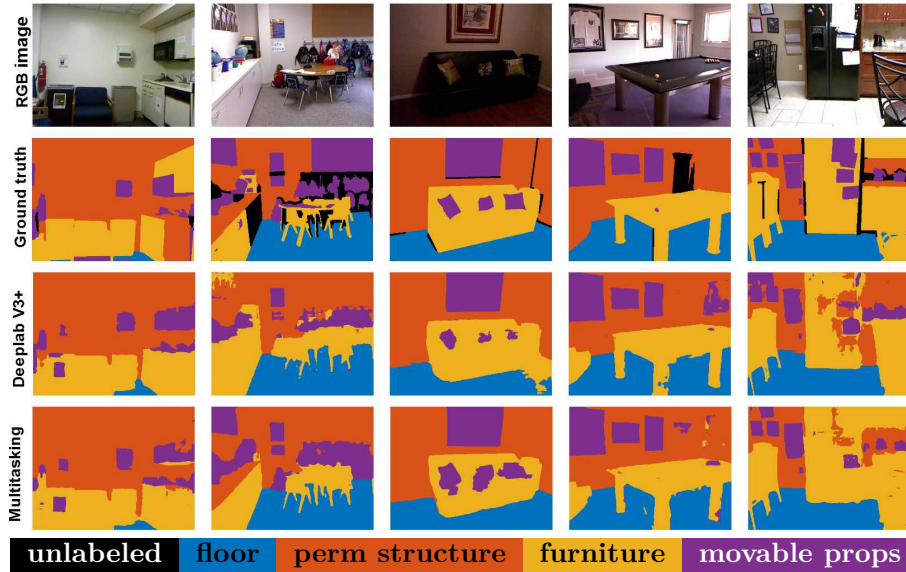 RGB image
Ground truth
Deeplab V3+
Multitasking
unlabeled floor perm structure furniture movable props